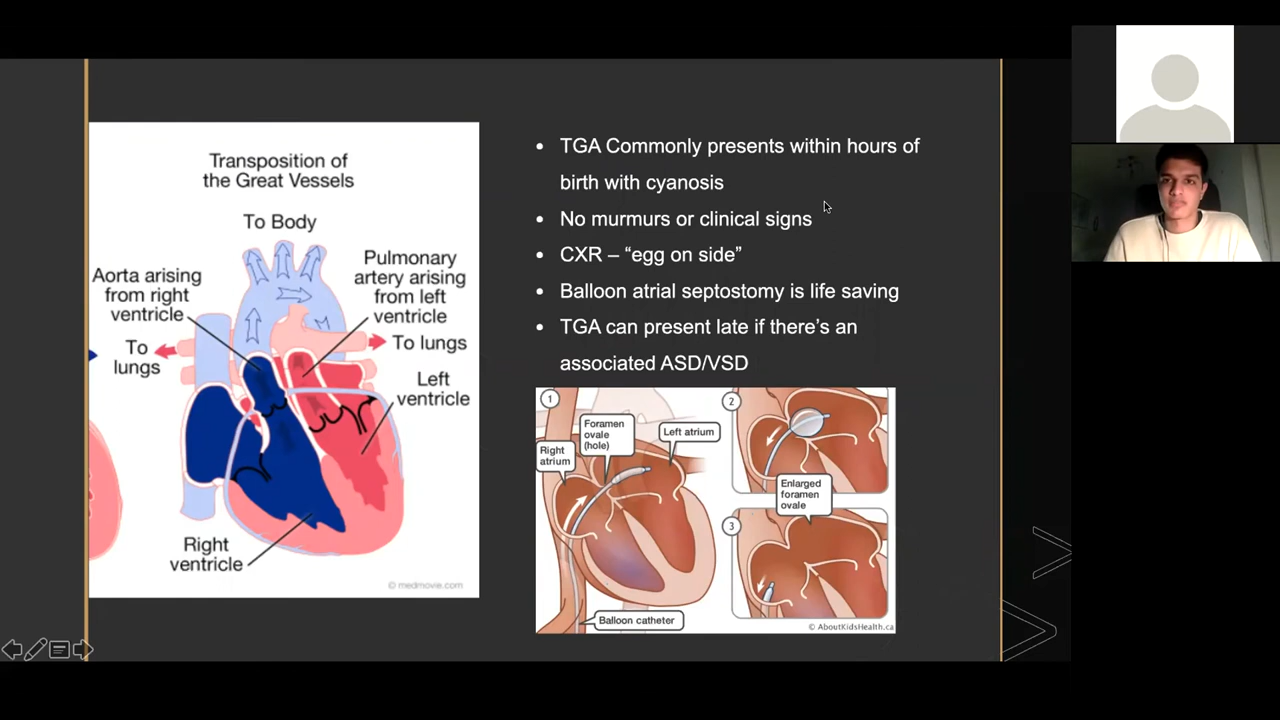 Transposition of
the Great Vessels
To Body
Aorta arising
from right
ventricle
Pulmonary
artery arising
from left
ventricle
To
lungs
To lungs
Left
ventricle
Right
ventricle
© medmovie.com
• TGA Commonly presents within hours of
birth with cyanosis
• No murmurs or clinical signs
• CXR – “egg on side”
• Balloon atrial septostomy is life saving
• TGA can present late if there’s an
associated ASD/VSD
1
Foramen
ovale
(hole)
Left atrium
Right
atrium
Balloon catheter
2
Enlarged
foramen
ovale
3
© AboutKidsHealth.ca